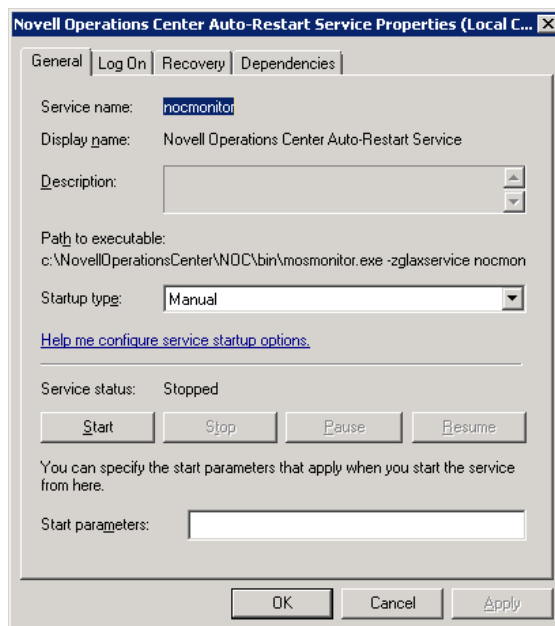 Novell Operations Center Auto-Restart Service Properties (Local C...
General Log On Recovery Dependencies
Service name: nocmonitor
Display name: Novell Operations Center Auto-Restart Service
Description:
Path to executable:
c:\NovellOperationsCenter\NOC\bin\mosmonitor.exe -zglaxservice nocmon
Startup type: Manual
Help me configure service startup options.
Service status: Stopped
Start Stop Pause Resume
You can specify the start parameters that apply when you start the service
from here.
Start parameters:
OK Cancel Apply